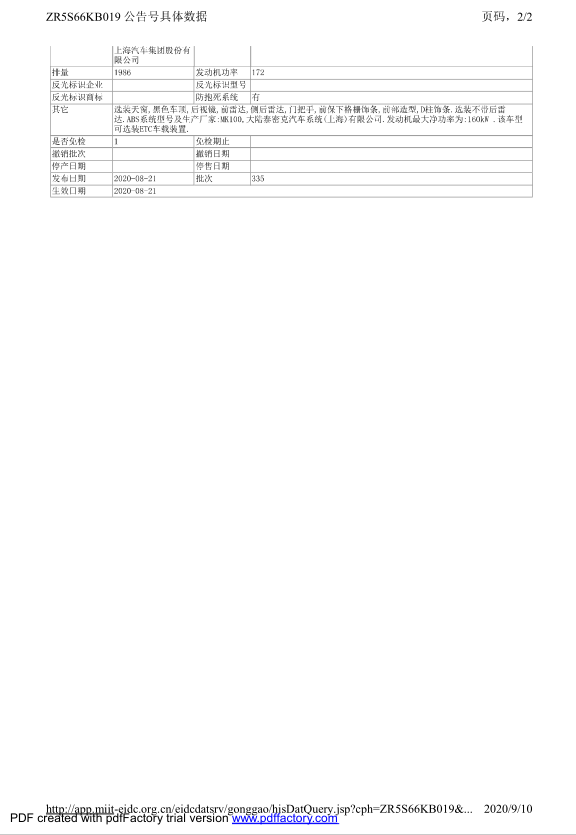 ZR5S66KB019 公告号具体数据 页码，2/2
上海汽车集团股份有
限公司
排量 1986 发动机功率 172
反光标识企业 反光标识型号
反光标识商标 防抱死系统 有
其它 选装天窗,黑色车顶,后视镜,前雷达,侧后雷达,门把手,前保下格栅饰条,前部造型,D柱饰条.选装不带后雷
达.ABS系统型号及生产厂家:MK100,大陆泰密克汽车系统(上海)有限公司.发动机最大净功率为:160kW .该车型
可选装ETC车载装置.
是否免检 1 免检期止
撤销批次 撤销日期
停产日期 停售日期
发布日期 2020-08-21 批次 335
生效日期 2020-08-21
http://app.miit-eidc.org.cn/eidcdatsrv/gonggao/hisDatQuery.jsp?cph=ZR5S66KB019&... 2020/9/10
PDF created with pdfFactory trial version www.pdffactory.com